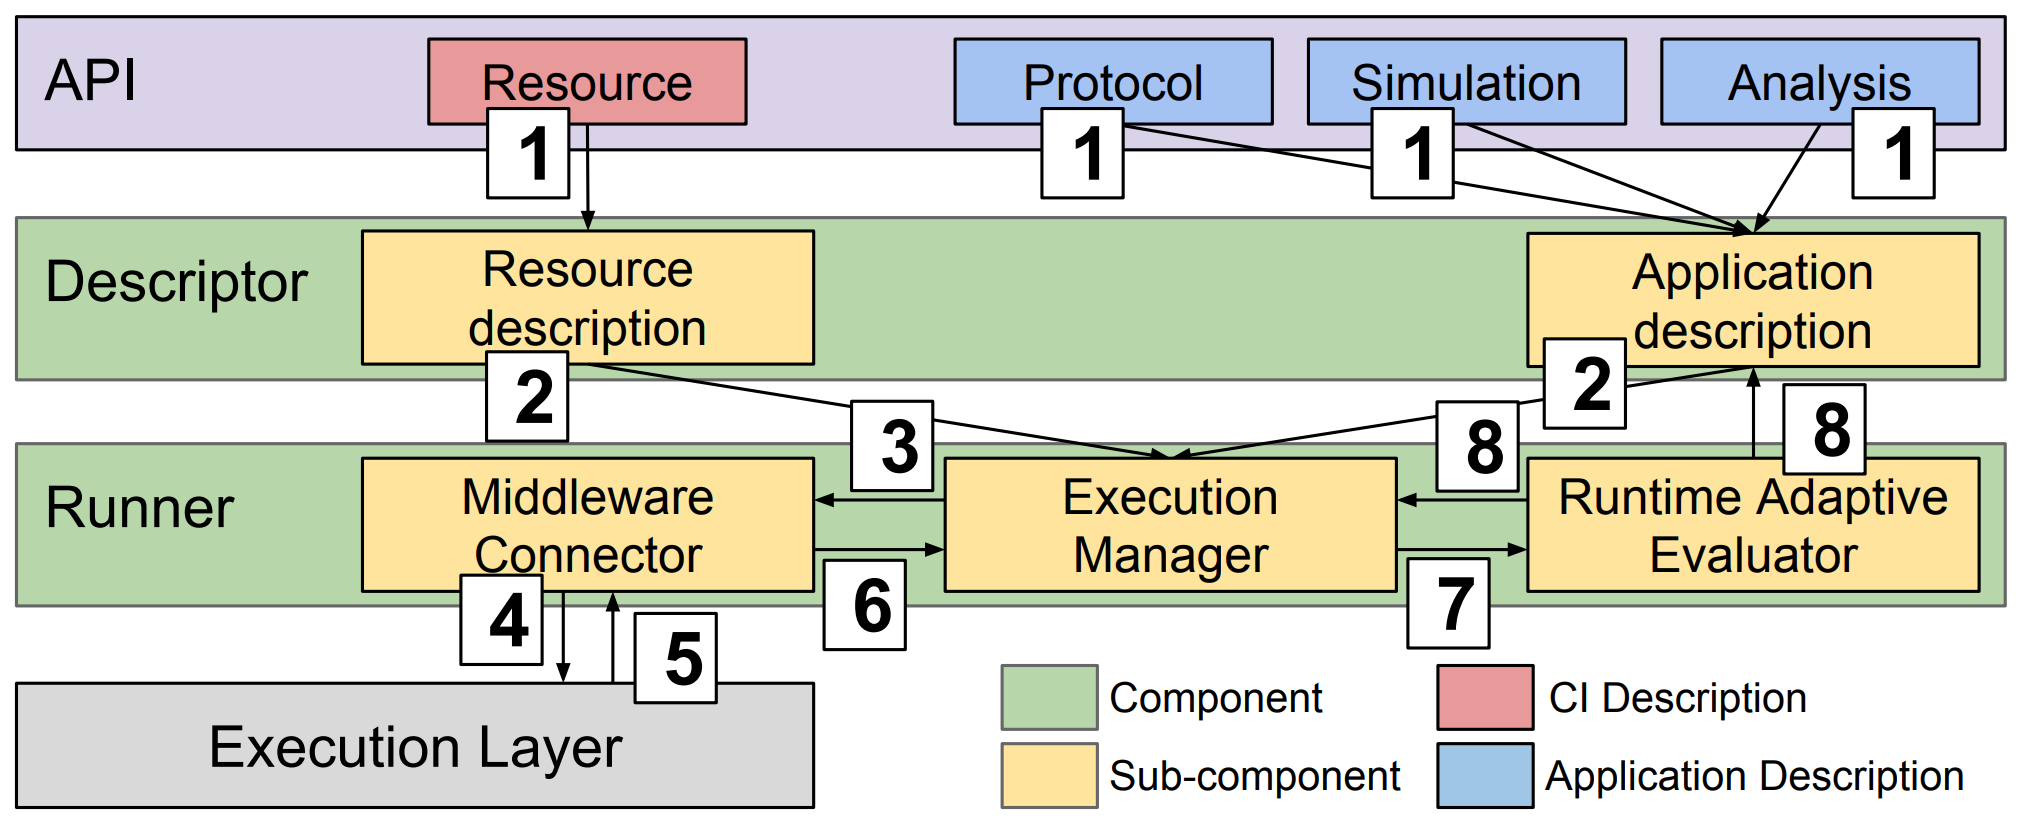 API
Resource
Protocol
Simulation
Analysis
1
1
1
1
Descriptor
Resource
description
Application
description
2
2
3
8
8
Runner
Middleware
Connector
Execution
Manager
Runtime Adaptive
Evaluator
4
5
6
7
Execution Layer
Component
CI Description
Sub-component
Application Description